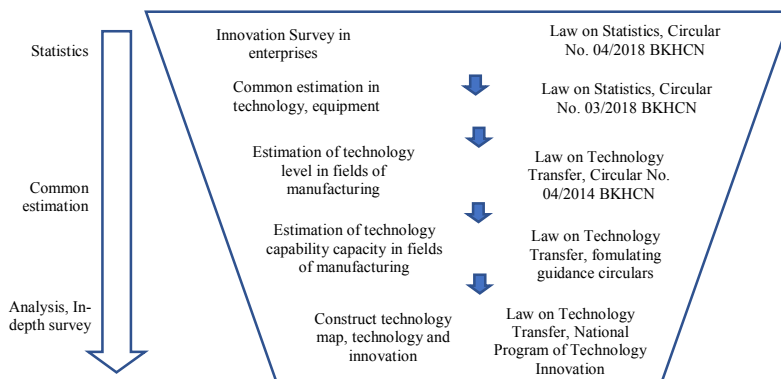 Statistics
Innovation Survey in
enterprises
Law on Statistics, Circular
No. 04/2018 BKHCN
Common estimation in
technology, equipment
Law on Statistics, Circular
No. 03/2018 BKHCN
Common
estimation
Estimation of technology
level in fields of
manufacturing
Law on Technology
Transfer, Circular No.
04/2014 BKHCN
Estimation of technology
capability capacity in fields
of manufacturing
Law on Technology
Transfer, fomulating
guidance circulars
Analysis, In-
depth survey
Construct technology
map, technology and
innovation
Law on Technology
Transfer, National
Program of Technology
Innovation